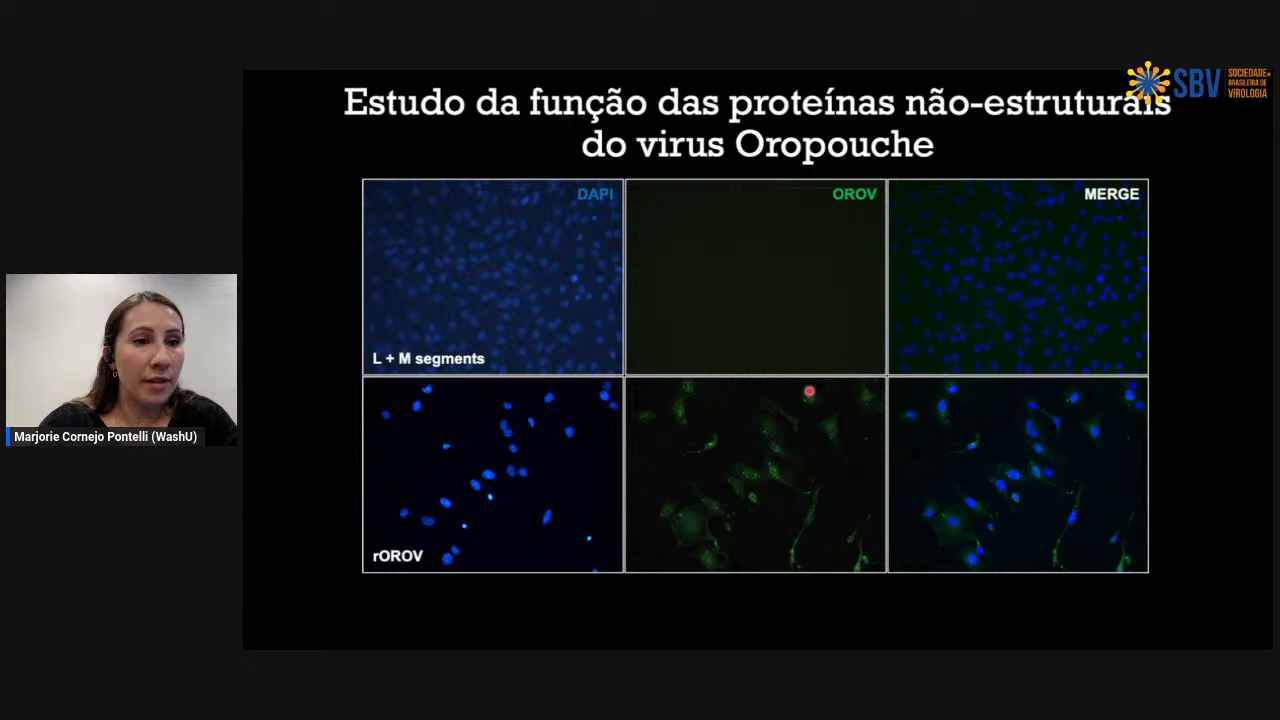 SBV
SOCIEDADE
BRASILEIRA DE
VIROLOGIA
Estudo da função das proteínas não-estruturais
do virus Oropouche
DAPI
OROV
MERGE
L + M segments
rOROV
Marjorie Cornejo Pontelli (WashU)